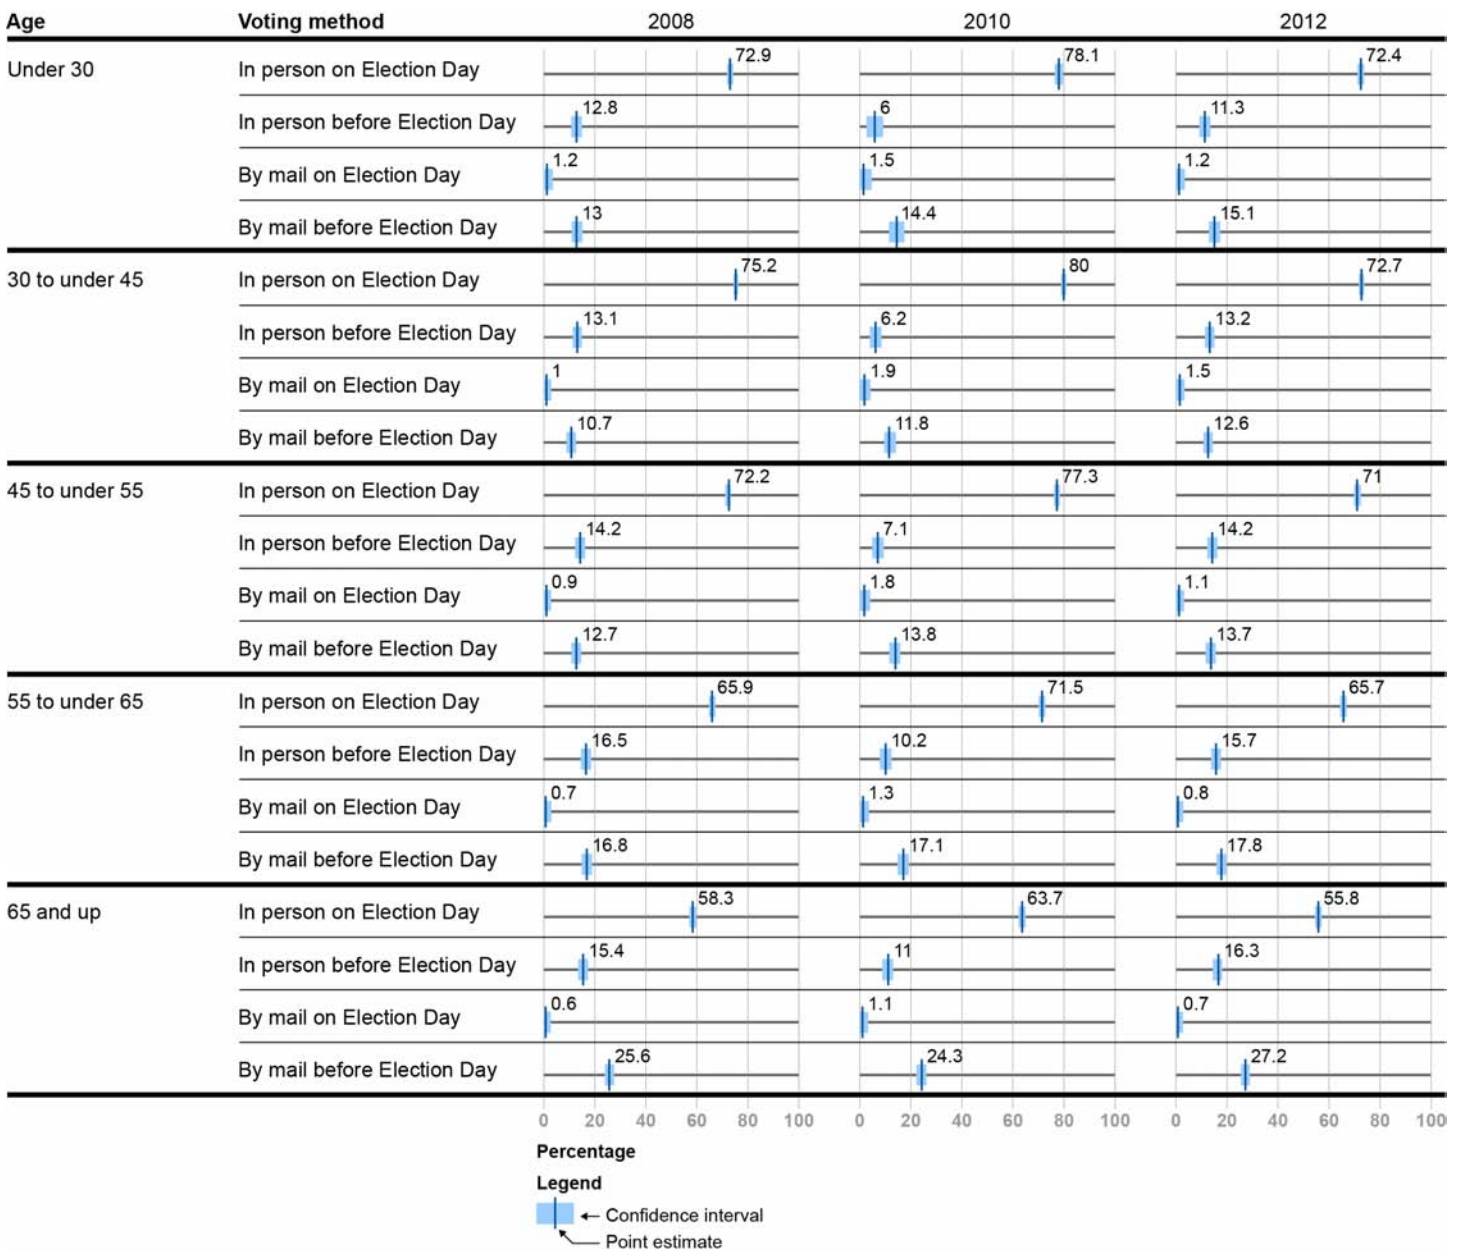 Age Voting method 2008 2010 2012
Under 30 In person on Election Day 72.9 78.1 72.4
In person before Election Day 12.8 6 11.3
By mail on Election Day 1.2 1.5 1.2
By mail before Election Day 13 14.4 15.1
30 to under 45 In person on Election Day 75.2 80 72.7
In person before Election Day 13.1 6.2 13.2
By mail on Election Day 1 1.9 1.5
By mail before Election Day 10.7 11.8 12.6
45 to under 55 In person on Election Day 72.2 77.3 71
In person before Election Day 14.2 7.1 14.2
By mail on Election Day 0.9 1.8 1.1
By mail before Election Day 12.7 13.8 13.7
55 to under 65 In person on Election Day 65.9 71.5 65.7
In person before Election Day 16.5 10.2 15.7
By mail on Election Day 0.7 1.3 0.8
By mail before Election Day 16.8 17.1 17.8
65 and up In person on Election Day 58.3 63.7 55.8
In person before Election Day 15.4 11 16.3
By mail on Election Day 0.6 1.1 0.7
By mail before Election Day 25.6 24.3 27.2
0 20 40 60 80 100 0 20 40 60 80 100 0 20 40 60 80 100
Percentage
Legend
Confidence interval
Point estimate